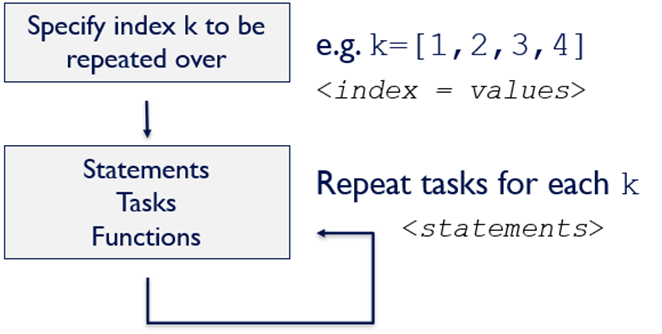 Specify index k to be
repeated over
e.g. k=[1,2,3,4]
<index = values>
Statements
Tasks
Functions
Repeat tasks for each k
<statements>